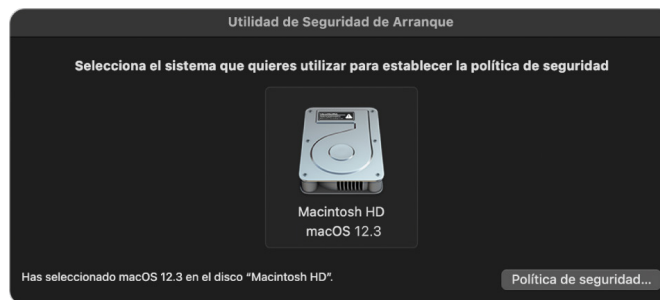 Utilidad de Seguridad de Arranque
Selecciona el sistema que quieres utilizar para establecer la política de seguridad
Macintosh HD
macOS 12.3
Has seleccionado macOS 12.3 en el disco “Macintosh HD”.
Política de seguridad...